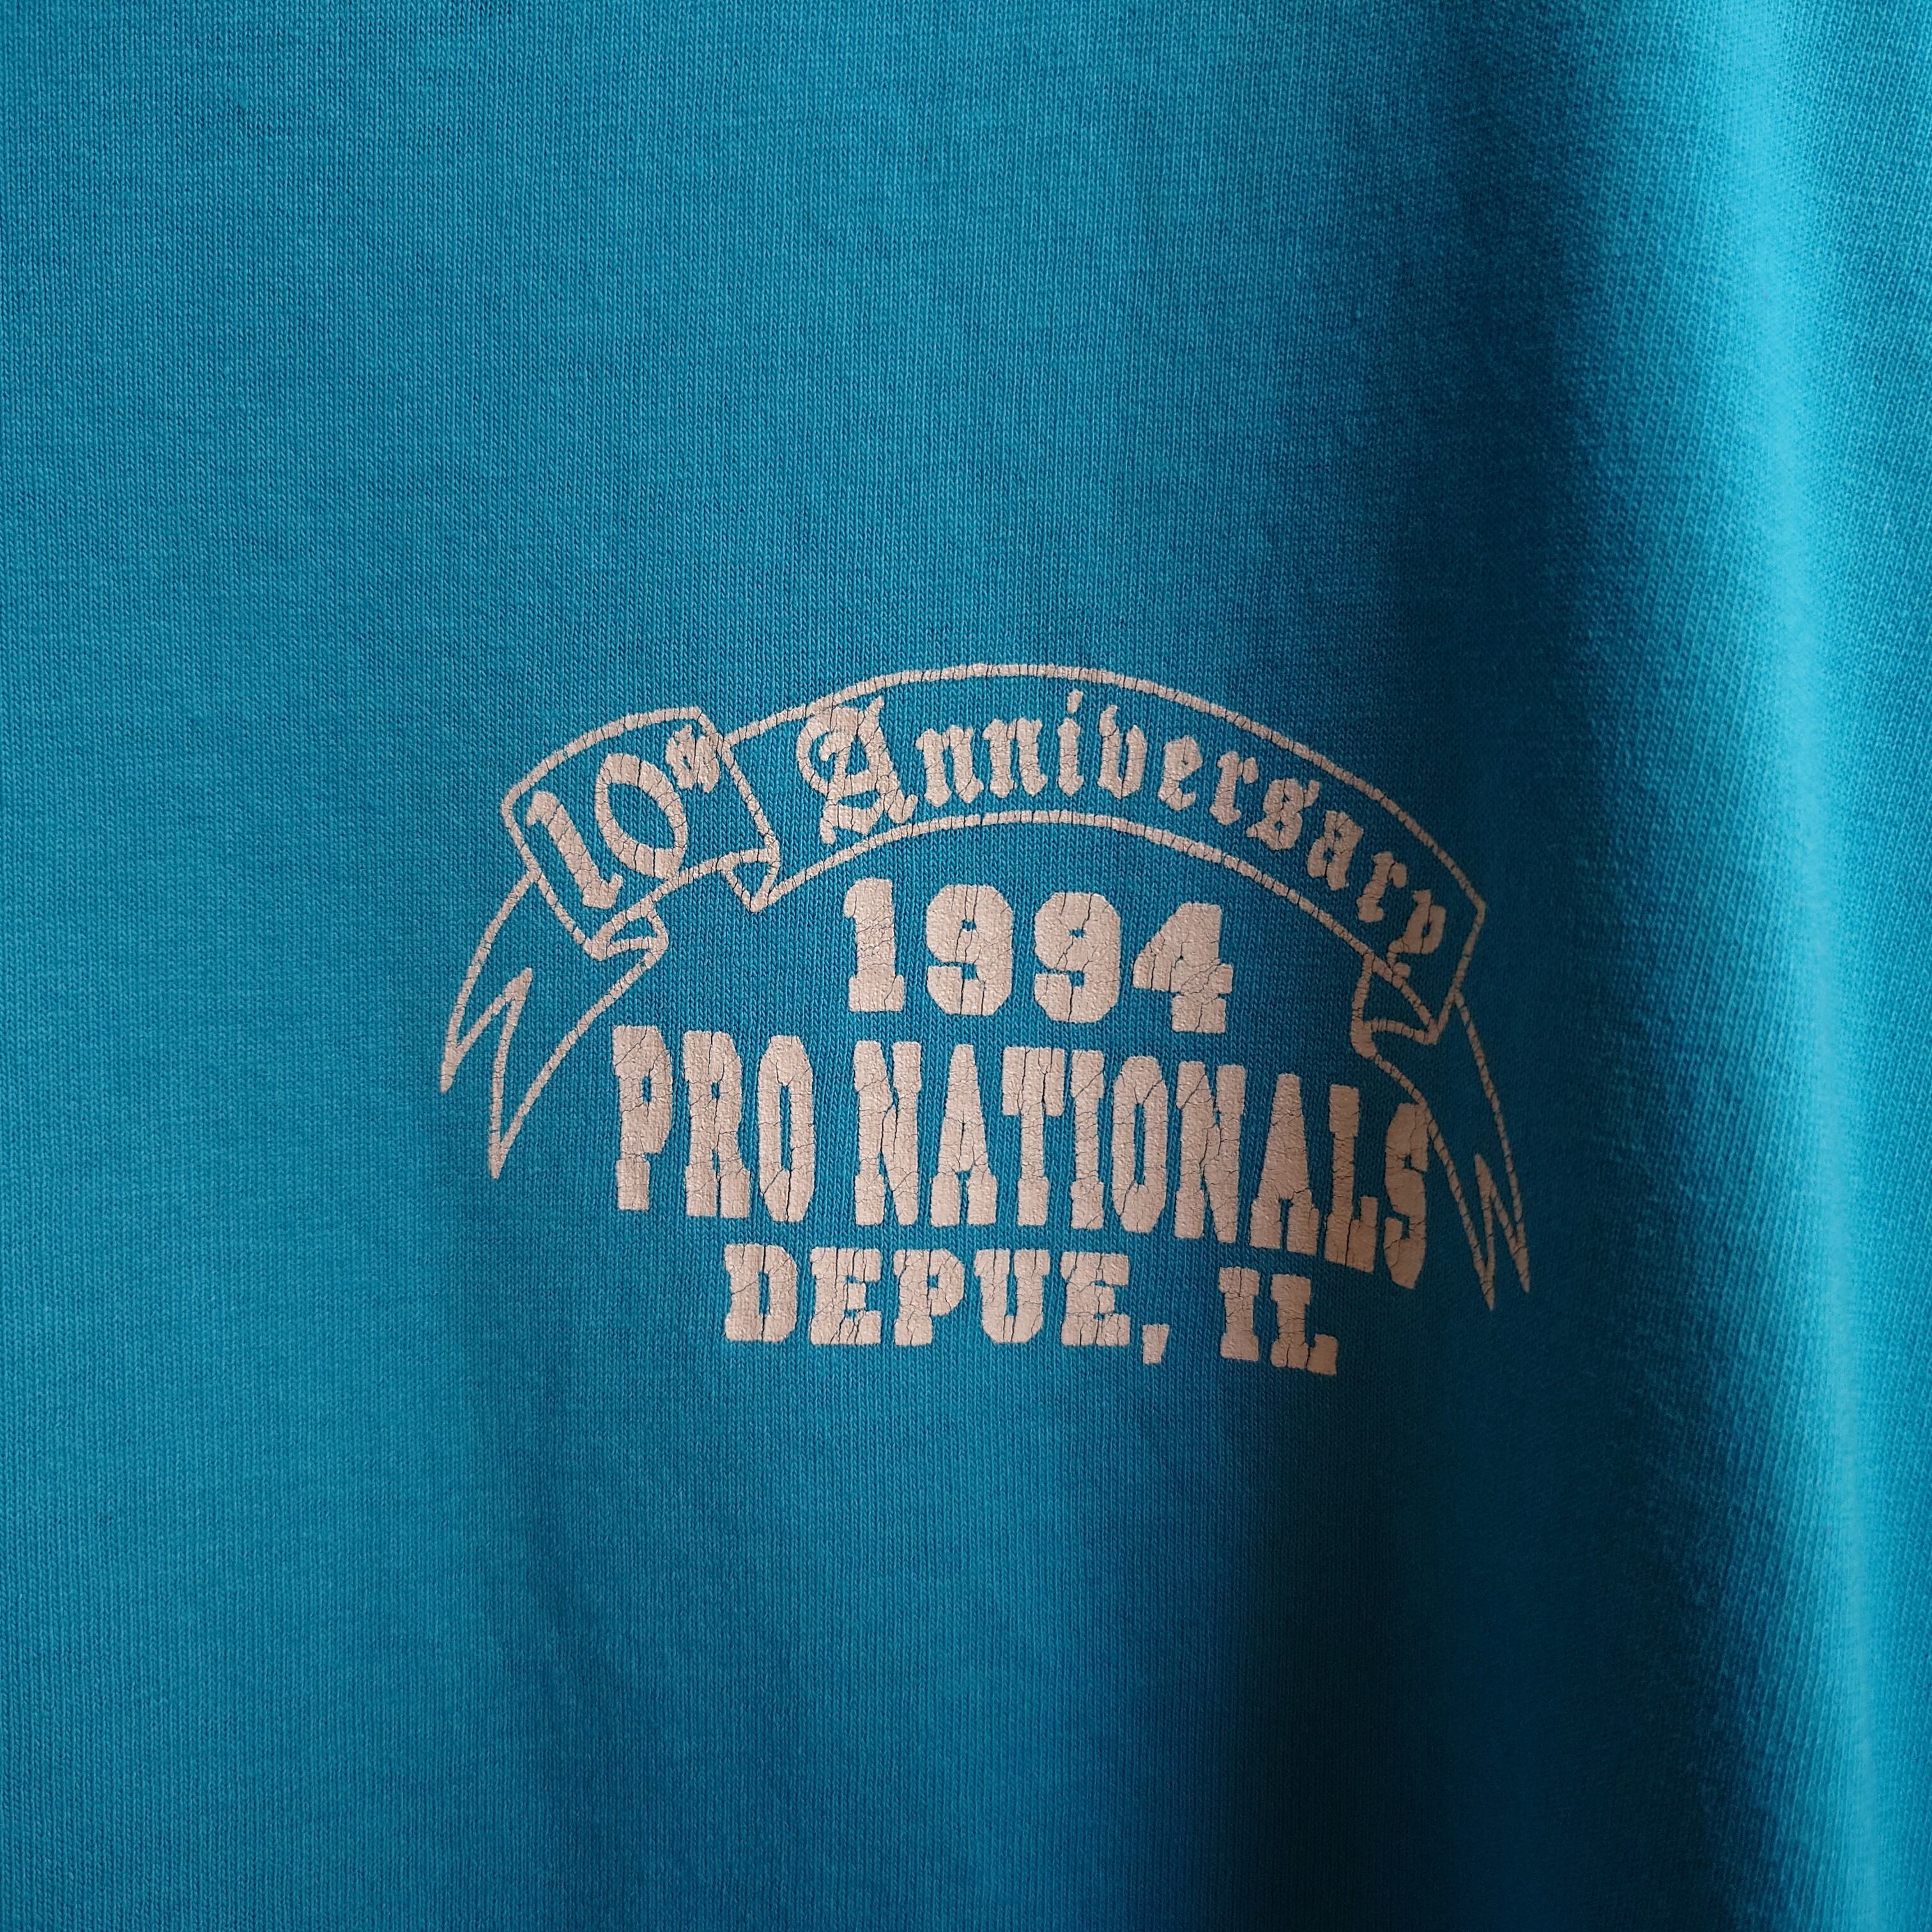 10th Anniversary
1994
PRO NATIONALS
DEPUE, IL